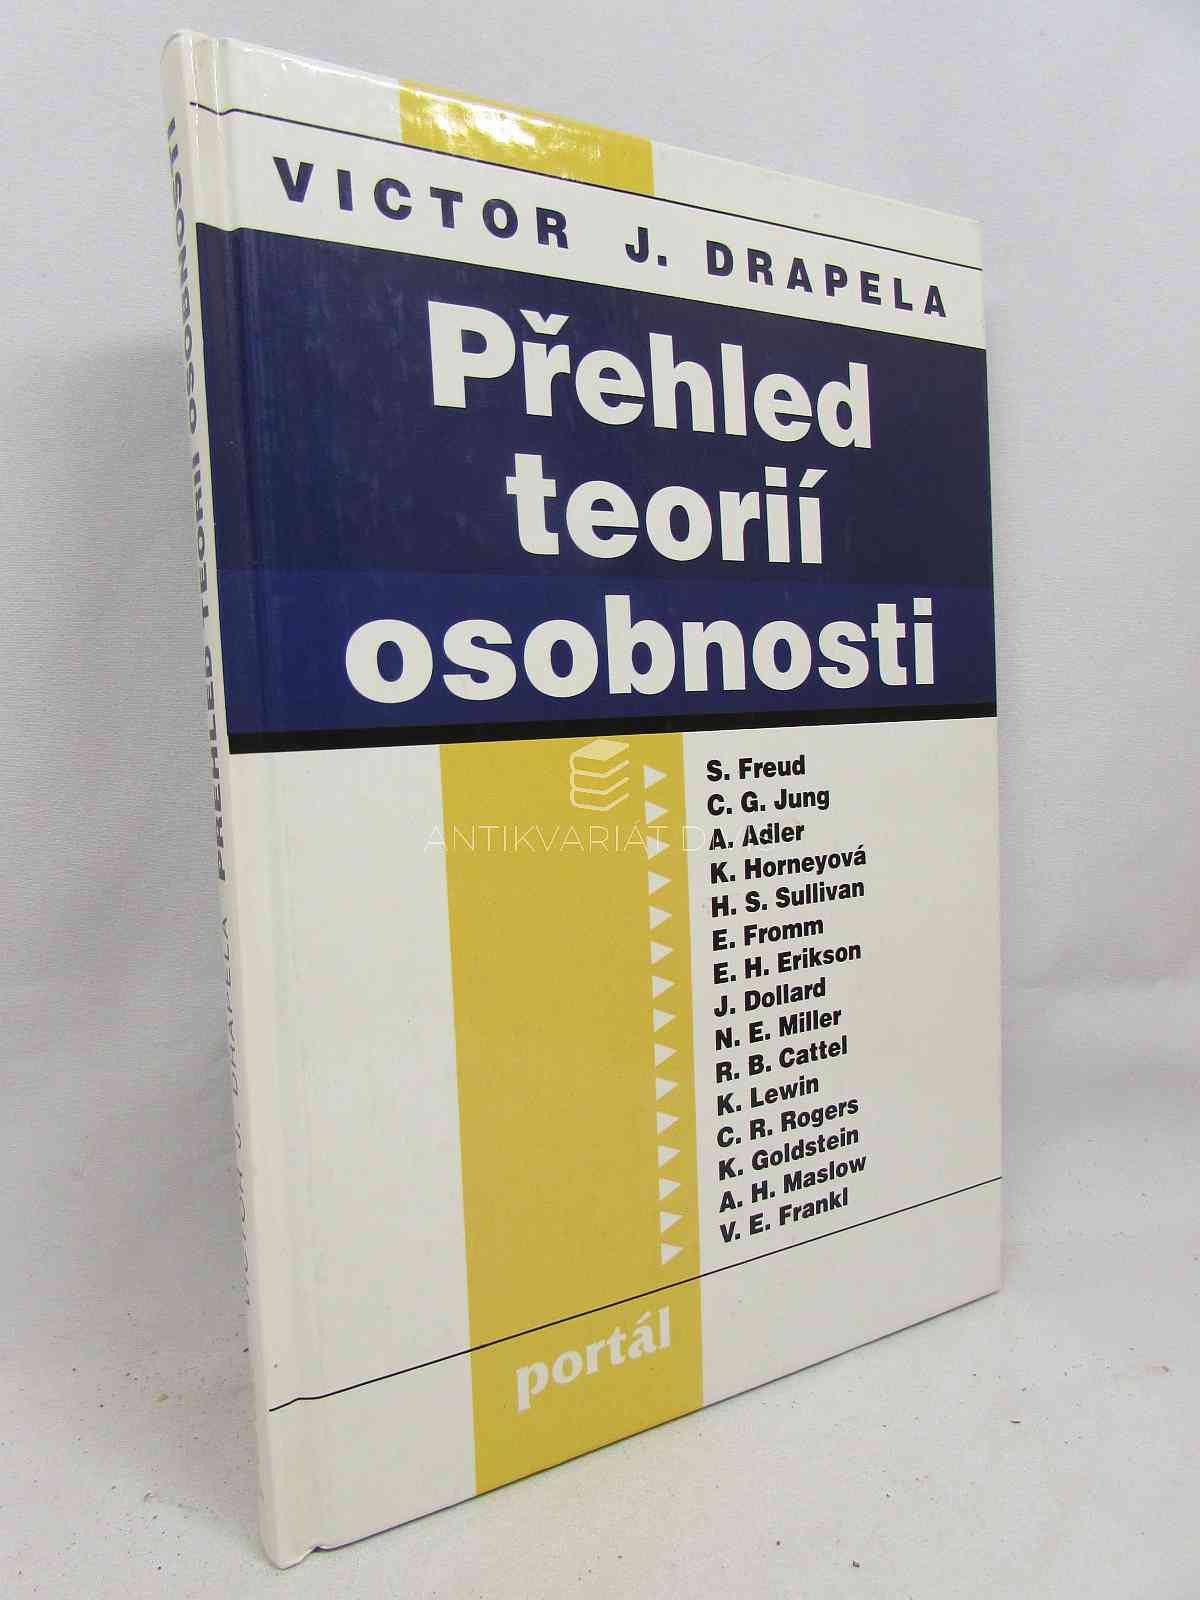 VICTOR J. DRAPELA
Přehled
teorií
osobnosti
S. Freud
C. G. Jung
A. Adler
K. Horneyová
H. S. Sullivan
E. Fromm
E. H. Erikson
J. Dollard
N. E. Miller
R. B. Cattel
K. Lewin
C. R. Rogers
K. Goldstein
A. H. Maslow
V. E. Frankl
portál
VICTOR J. DRAPELA PŘEHLED TEORIÍ OSOBNOSTI
ANTIKVARIÁT